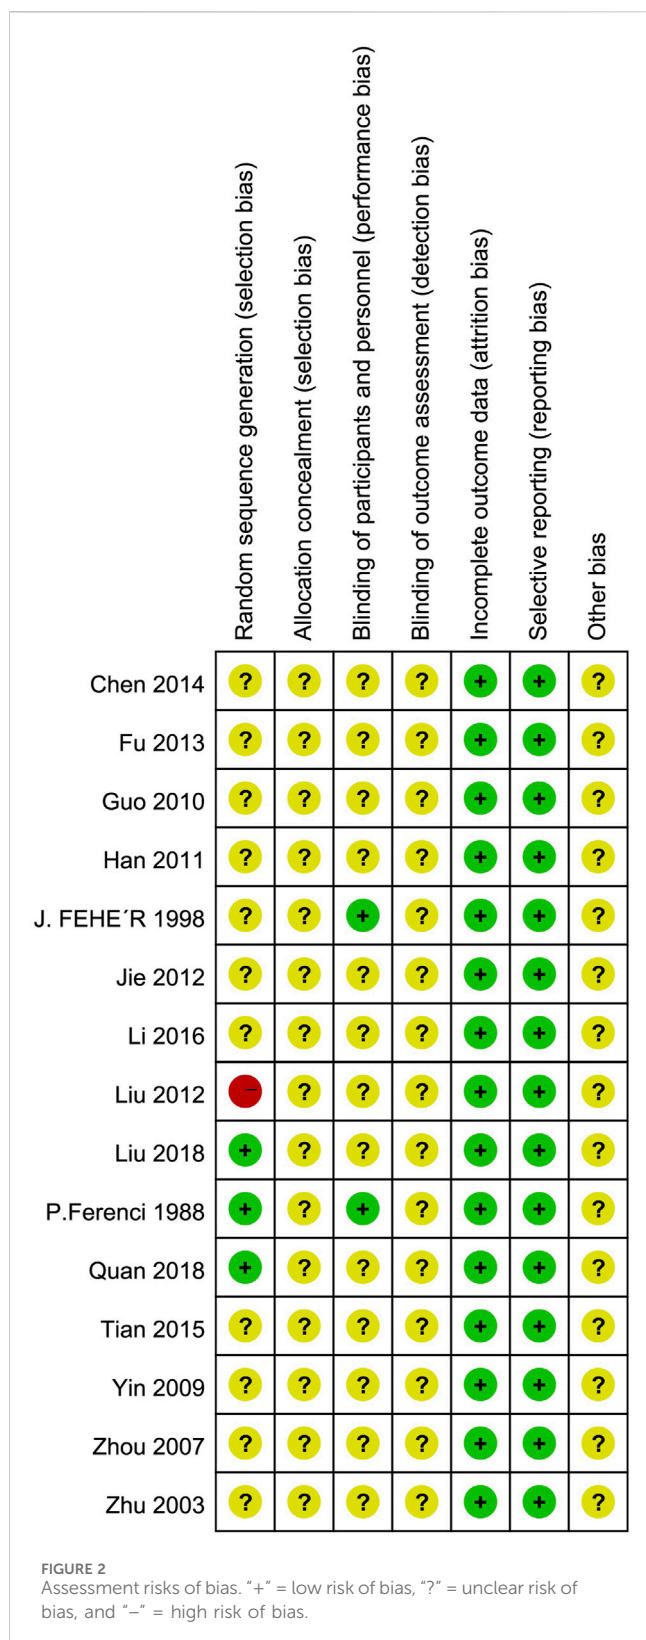 Random sequence generation (selection bias)
Allocation concealment (selection bias)
Blinding of participants and personnel (performance bias)
Blinding of outcome assessment (detection bias)
Incomplete outcome data (attrition bias)
Selective reporting (reporting bias)
Other bias
Chen 2014 ? ? ? ? + + ?
Fu 2013 ? ? ? ? + + ?
Guo 2010 ? ? ? ? + + ?
Han 2011 ? ? ? ? + + ?
J. FEHE´R 1998 ? ? + ? + + ?
Jie 2012 ? ? ? ? + + ?
Li 2016 ? ? ? ? + + ?
Liu 2012 – ? ? ? + + ?
Liu 2018 + ? ? ? + + ?
P.Ferenci 1988 + ? + ? + + ?
Quan 2018 + ? ? ? + + ?
Tian 2015 ? ? ? ? + + ?
Yin 2009 ? ? ? ? + + ?
Zhou 2007 ? ? ? ? + + ?
Zhu 2003 ? ? ? ? + + ?
FIGURE 2
Assessment risks of bias. “+” = low risk of bias, “?” = unclear risk of
bias, and “–” = high risk of bias.